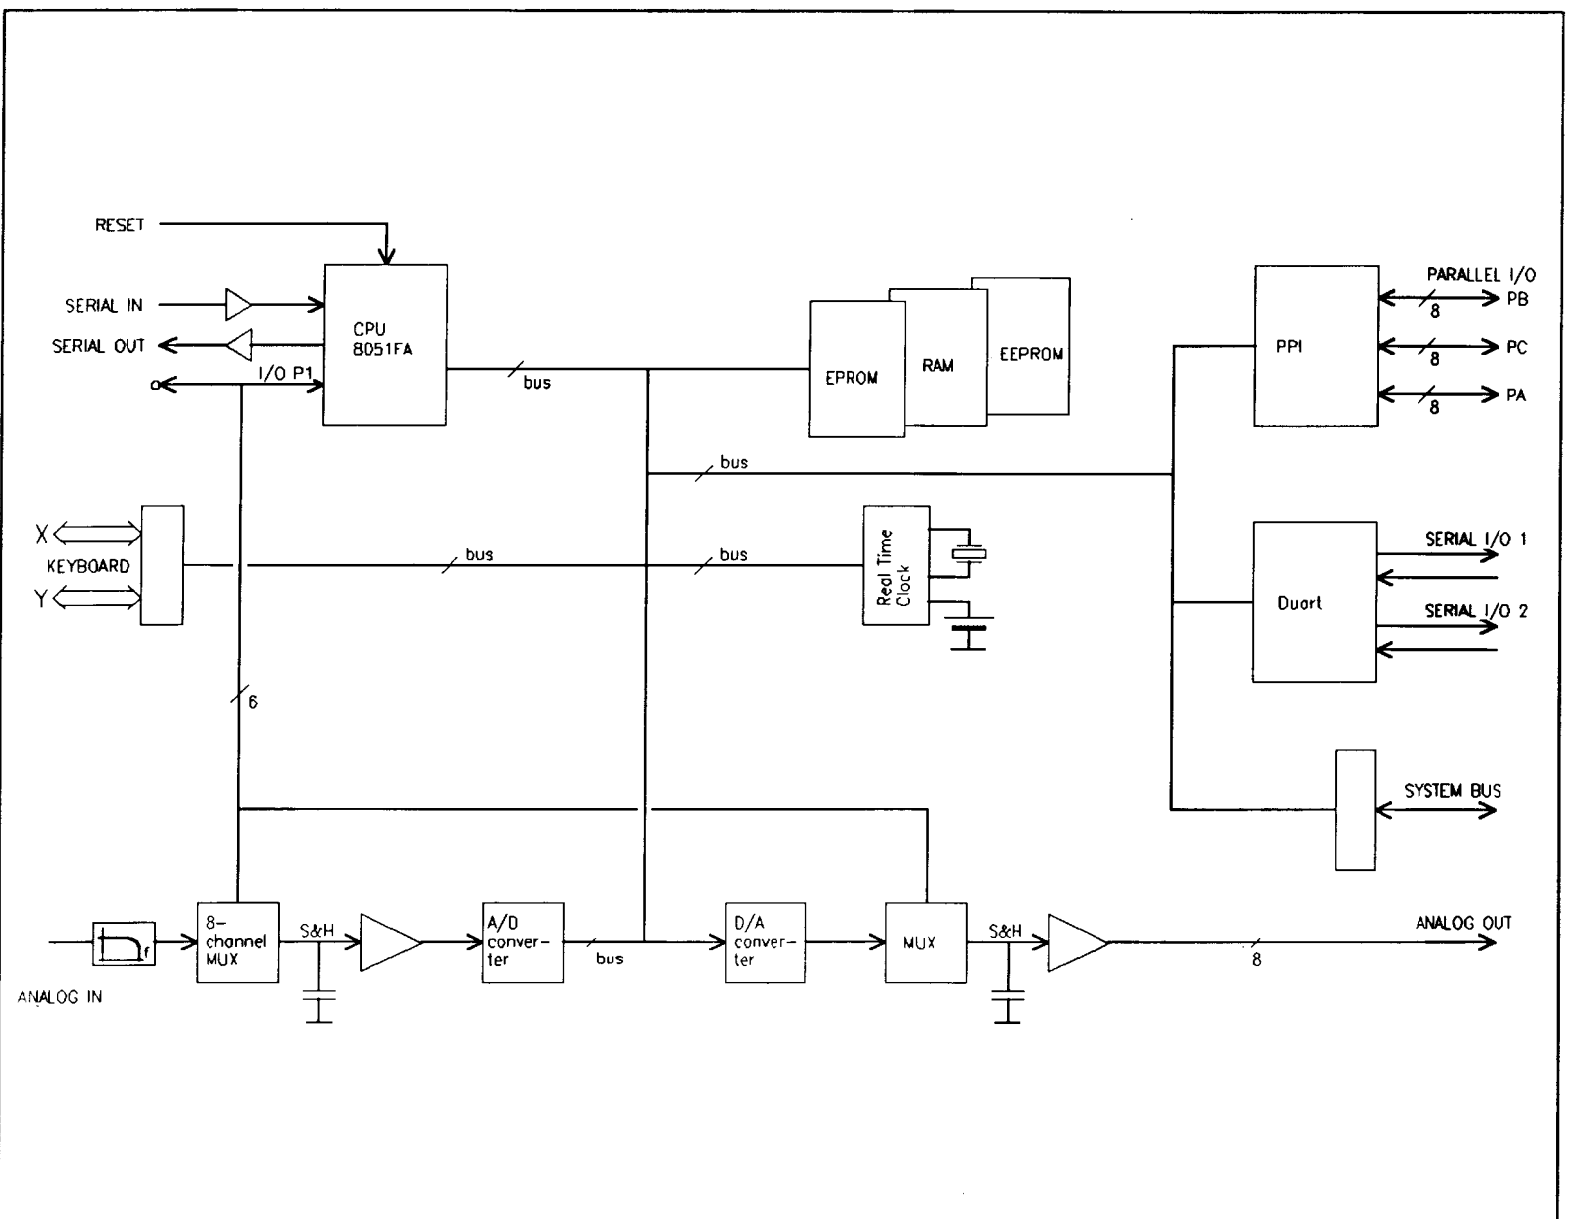 RESET
SERIAL IN
SERIAL OUT
I/O P1
CPU
8051FA
bus
EPROM
RAM
EEPROM
PPI
PARALLEL I/O
PB
8
PC
8
PA
8
bus
X
KEYBOARD
Y
bus
bus
Real Time
Clock
Duart
SERIAL I/O 1
SERIAL I/O 2
6
SYSTEM BUS
ANALOG IN
f
8-
channel
MUX
S&H
A/D
conver-
ter
bus
D/A
conver-
ter
MUX
S&H
8
ANALOG OUT